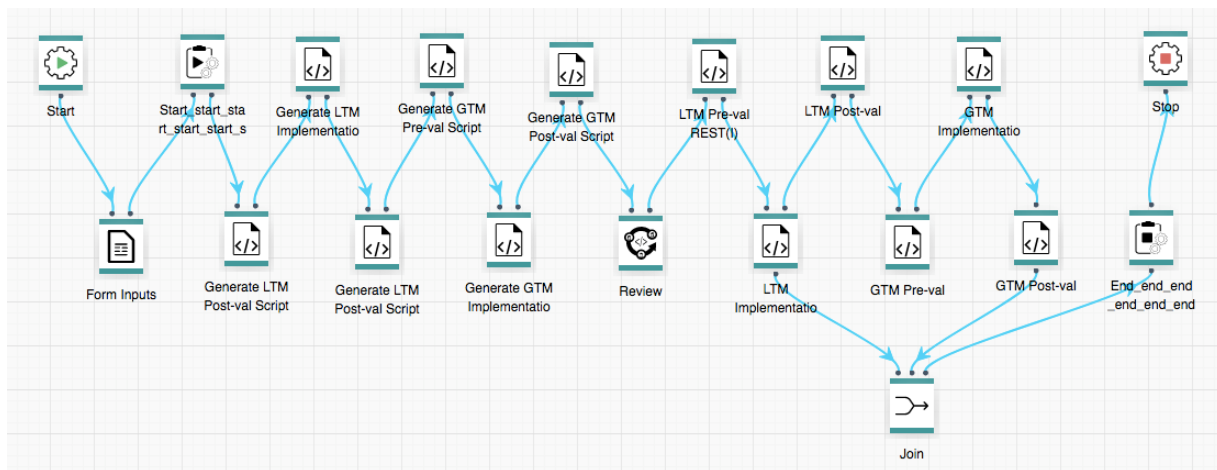 Start
Start_start_sta
rt_start_start_s
Generate LTM
Implementatio
Generate GTM
Pre-val Script
Generate GTM
Post-val Script
LTM Pre-val
REST(I)
LTM Post-val
GTM
Implementatio
Stop
Form Inputs
Generate LTM
Post-val Script
Generate LTM
Post-val Script
Generate GTM
Implementatio
Review
LTM
Implementatio
GTM Pre-val
GTM Post-val
End_end_end
_end_end_end
Join